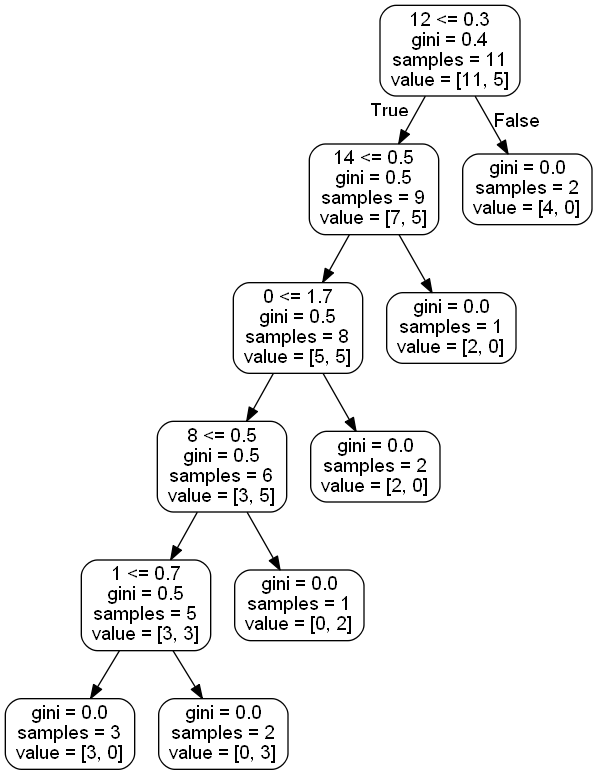 12 <= 0.3
gini = 0.4
samples = 11
value = [11, 5]
True
False
14 <= 0.5
gini = 0.5
samples = 9
value = [7, 5]
gini = 0.0
samples = 2
value = [4, 0]
0 <= 1.7
gini = 0.5
samples = 8
value = [5, 5]
gini = 0.0
samples = 1
value = [2, 0]
8 <= 0.5
gini = 0.5
samples = 6
value = [3, 5]
gini = 0.0
samples = 2
value = [2, 0]
1 <= 0.7
gini = 0.5
samples = 5
value = [3, 3]
gini = 0.0
samples = 1
value = [0, 2]
gini = 0.0
samples = 3
value = [3, 0]
gini = 0.0
samples = 2
value = [0, 3]